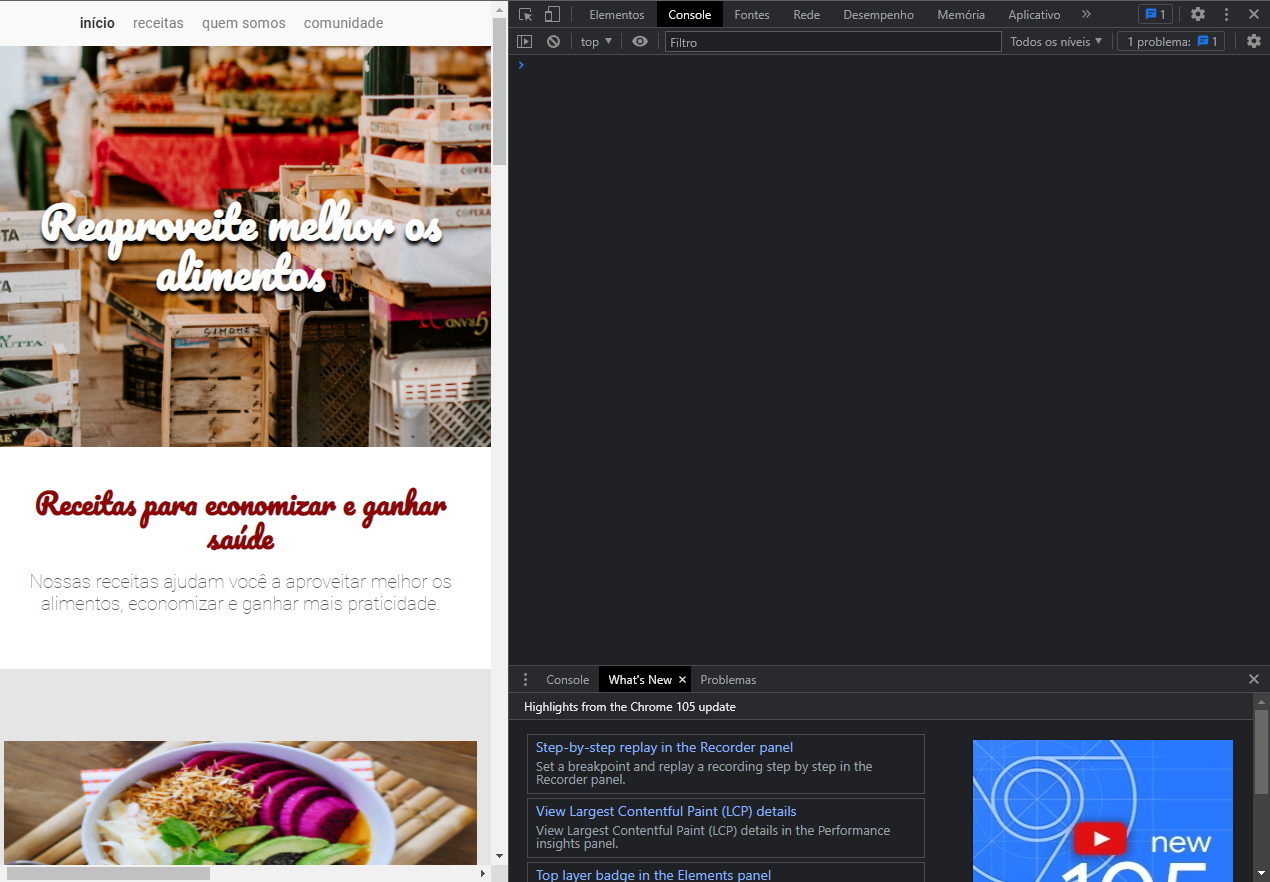 início receitas quem somos comunidade
Reaproveite melhor os
alimentos
COFERASTA
SIMONE
GRAND
Receitas para economizar e ganhar
saúde
Nossas receitas ajudam você a aproveitar melhor os
alimentos, economizar e ganhar mais praticidade.
Elementos Console Fontes Rede Desempenho Memória Aplicativo » 1
top Filtro Todos os níveis 1 problema: 1
Console What's New Problemas
Highlights from the Chrome 105 update
Step-by-step replay in the Recorder panel
Set a breakpoint and replay a recording step by step in the
Recorder panel.
View Largest Contentful Paint (LCP) details
View Largest Contentful Paint (LCP) details in the Performance
insights panel.
Top layer badge in the Elements panel
new
105